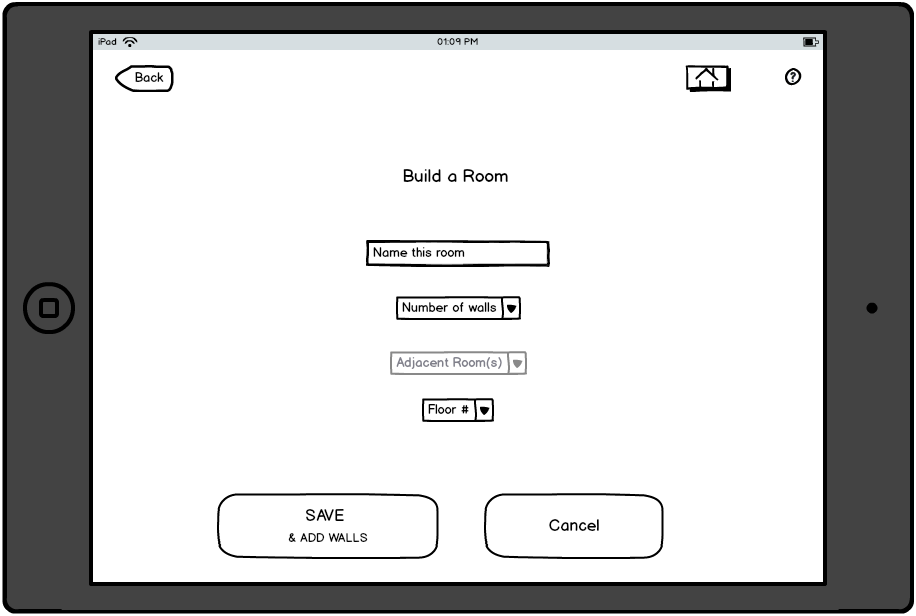 iPad
01:09 PM
Back
?
Build a Room
Name this room
Number of walls
Adjacent Room(s)
Floor #
SAVE
& ADD WALLS
Cancel